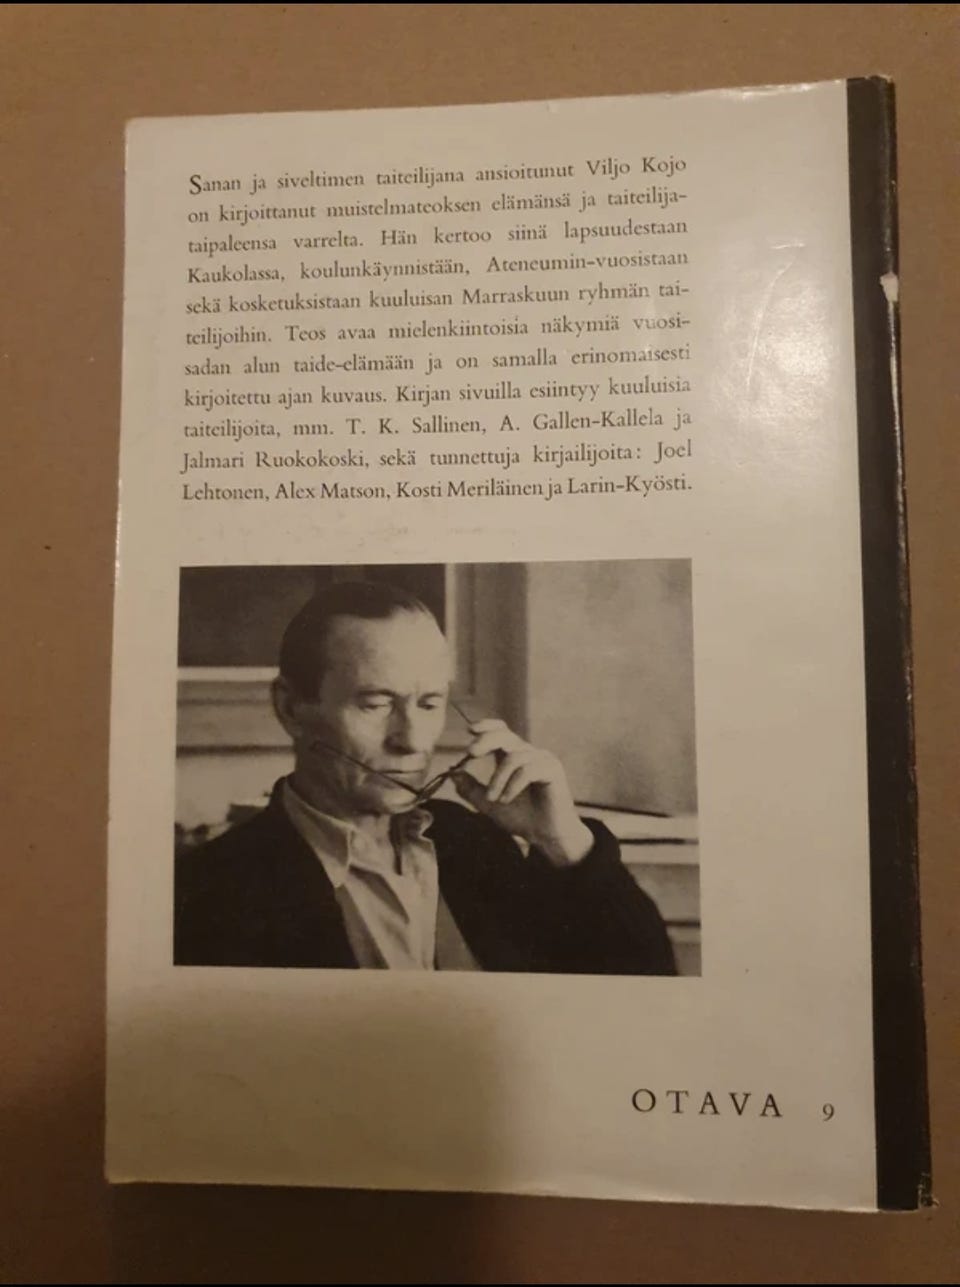 Sanan ja siveltimen taiteilijana ansioitunut Viljo Kojo
on kirjoittanut muistelmateoksen elämänsä ja taiteilija-
taipaleensa varrelta. Hän kertoo siinä lapsuudestaan
Kaukolassa, koulunkäynnistään, Ateneumin-vuosistaan
sekä kosketuksistaan kuuluisan Marraskuun ryhmän tai-
teilijoihin. Teos avaa mielenkiintoisia näkymiä vuosi-
sadan alun taide-elämään ja on samalla erinomaisesti
kirjoitettu ajan kuvaus. Kirjan sivuilla esiintyy kuuluisia
taiteilijoita, mm. T. K. Sallinen, A. Gallen-Kallela ja
Jalmari Ruokokoski, sekä tunnettuja kirjailijoita: Joel
Lehtonen, Alex Matson, Kosti Meriläinen ja Larin-Kyösti.
OTAVA 9